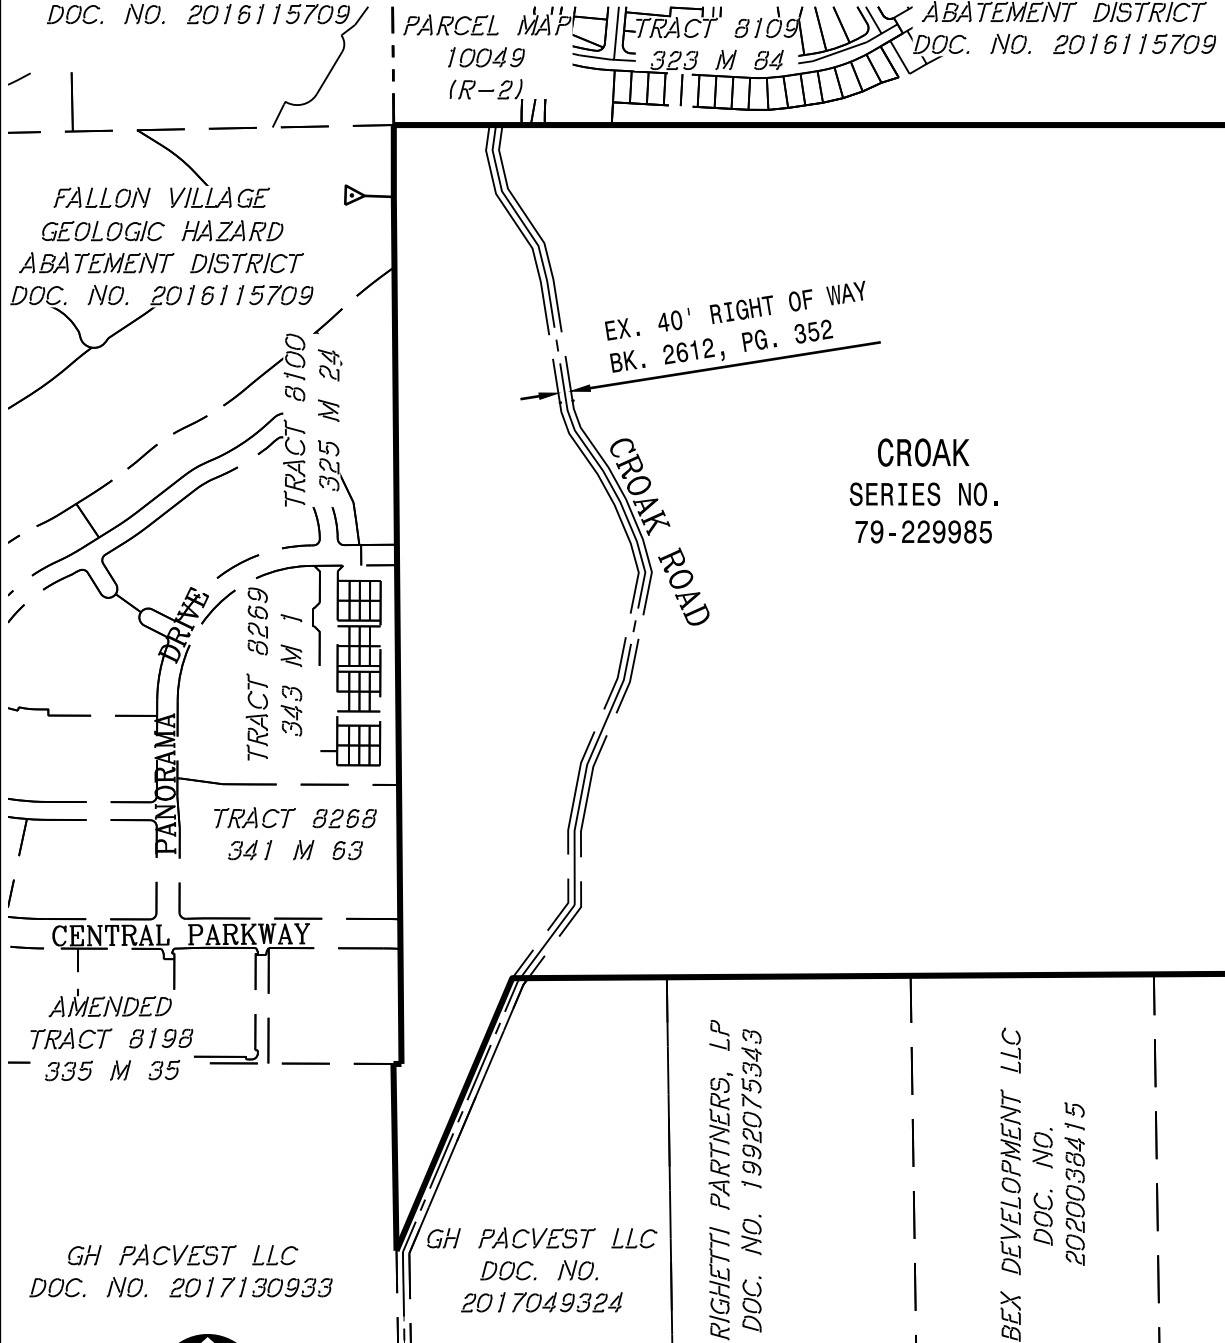 DOC. NO. 2016115709
PARCEL MAP
10049
(R-2)
TRACT 8109
323 M 84
ABATEMENT DISTRICT
DOC. NO. 2016115709
FALLON VILLAGE
GEOLOGIC HAZARD
ABATEMENT DISTRICT
DOC. NO. 2016115709
EX. 40' RIGHT OF WAY
BK. 2612, PG. 352
TRACT 8100
325 M 24
CROAK ROAD
CROAK
SERIES NO.
79-229985
PANORAMA DRIVE
TRACT 8269
343 M 1
TRACT 8268
341 M 63
CENTRAL PARKWAY
AMENDED
TRACT 8198
335 M 35
GH PACVEST LLC
DOC. NO. 2017130933
GH PACVEST LLC
DOC. NO.
2017049324
RIGHETTI PARTNERS, LP
DOC. NO. 1992075343
BEX DEVELOPMENT LLC
DOC. NO.
2020038415